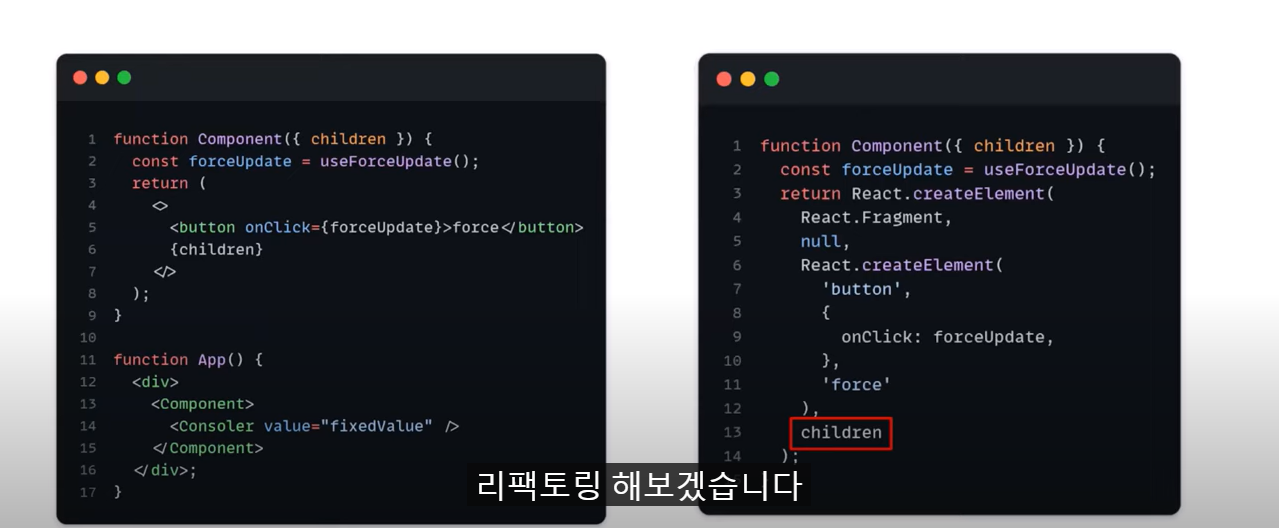 1 function Component({ children }) {
2 const forceUpdate = useForceUpdate();
3 return (
4 <>
5 <button onClick={forceUpdate}>force</button>
6 {children}
7 </>
8 );
9 }
10
11 function App() {
12 <div>
13 <Component>
14 <Consoler value="fixedValue" />
15 </Component>
16 </div>;
17 }
1 function Component({ children }) {
2 const forceUpdate = useForceUpdate();
3 return React.createElement(
4 React.Fragment,
5 null,
6 React.createElement(
7 'button',
8 {
9 onClick: forceUpdate,
10 },
11 'force'
12 ),
13 children
14 );
리팩토링 해보겠습니다